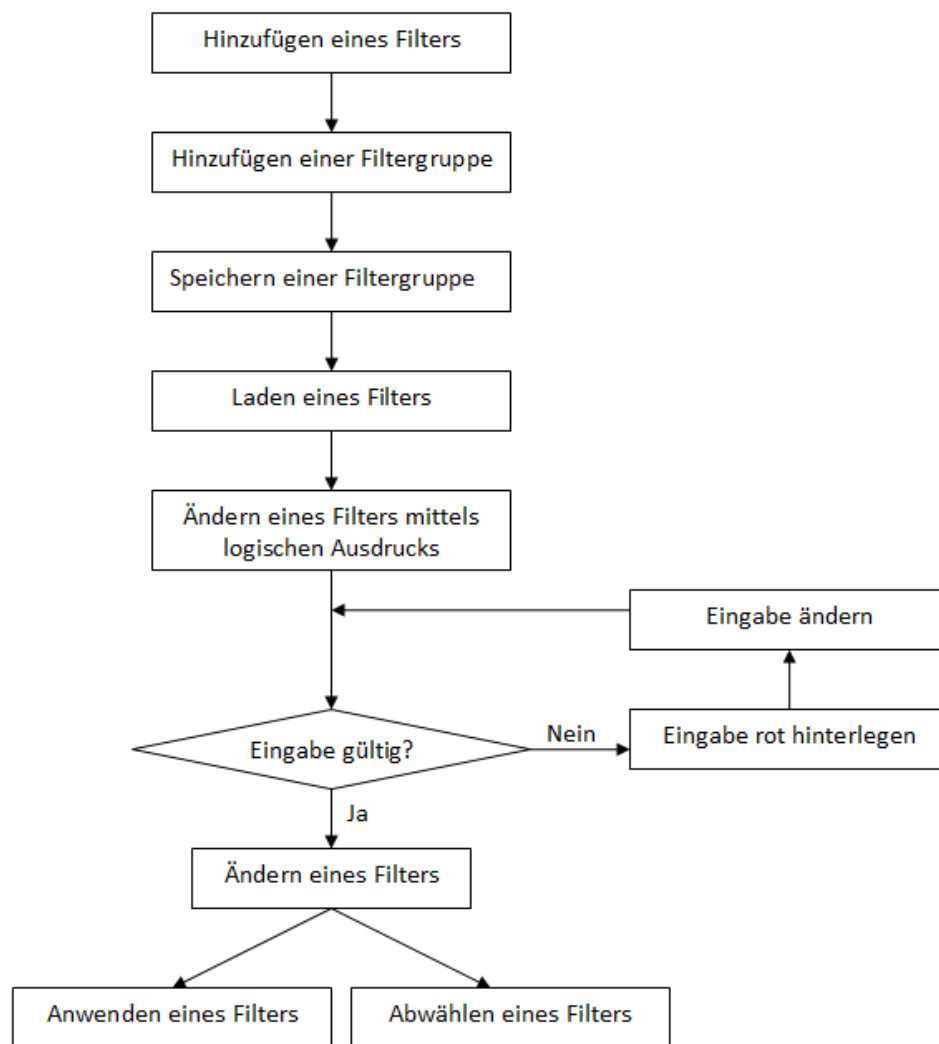 Hinzufügen eines Filters
Hinzufügen einer Filtergruppe
Speichern einer Filtergruppe
Laden eines Filters
Ändern eines Filters mittels
logischen Ausdrucks
Eingabe ändern
Eingabe gültig?
Nein
Eingabe rot hinterlegen
Ja
Ändern eines Filters
Anwenden eines Filters
Abwählen eines Filters